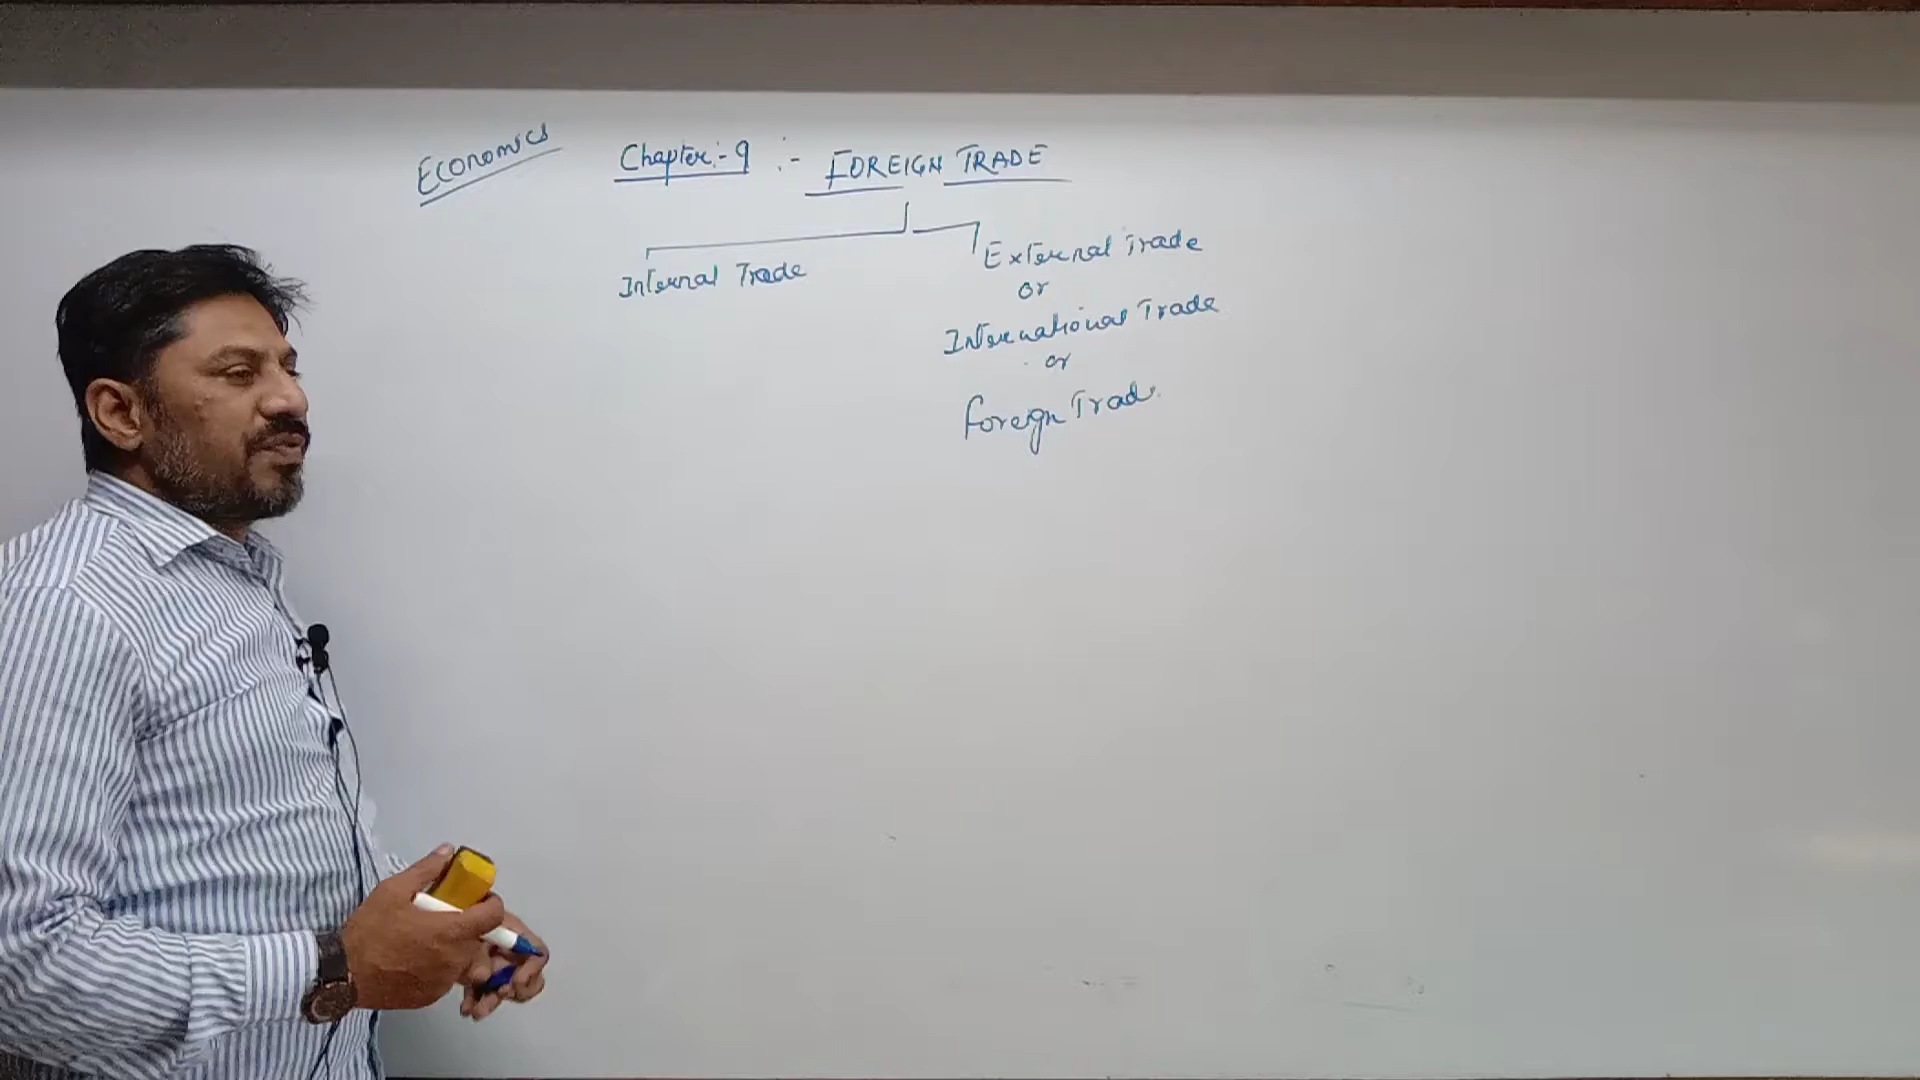 Economics
Chapter:- 9 :- FOREIGN TRADE
Internal Trade
External Trade
or
International Trade
or
Foreign Trade